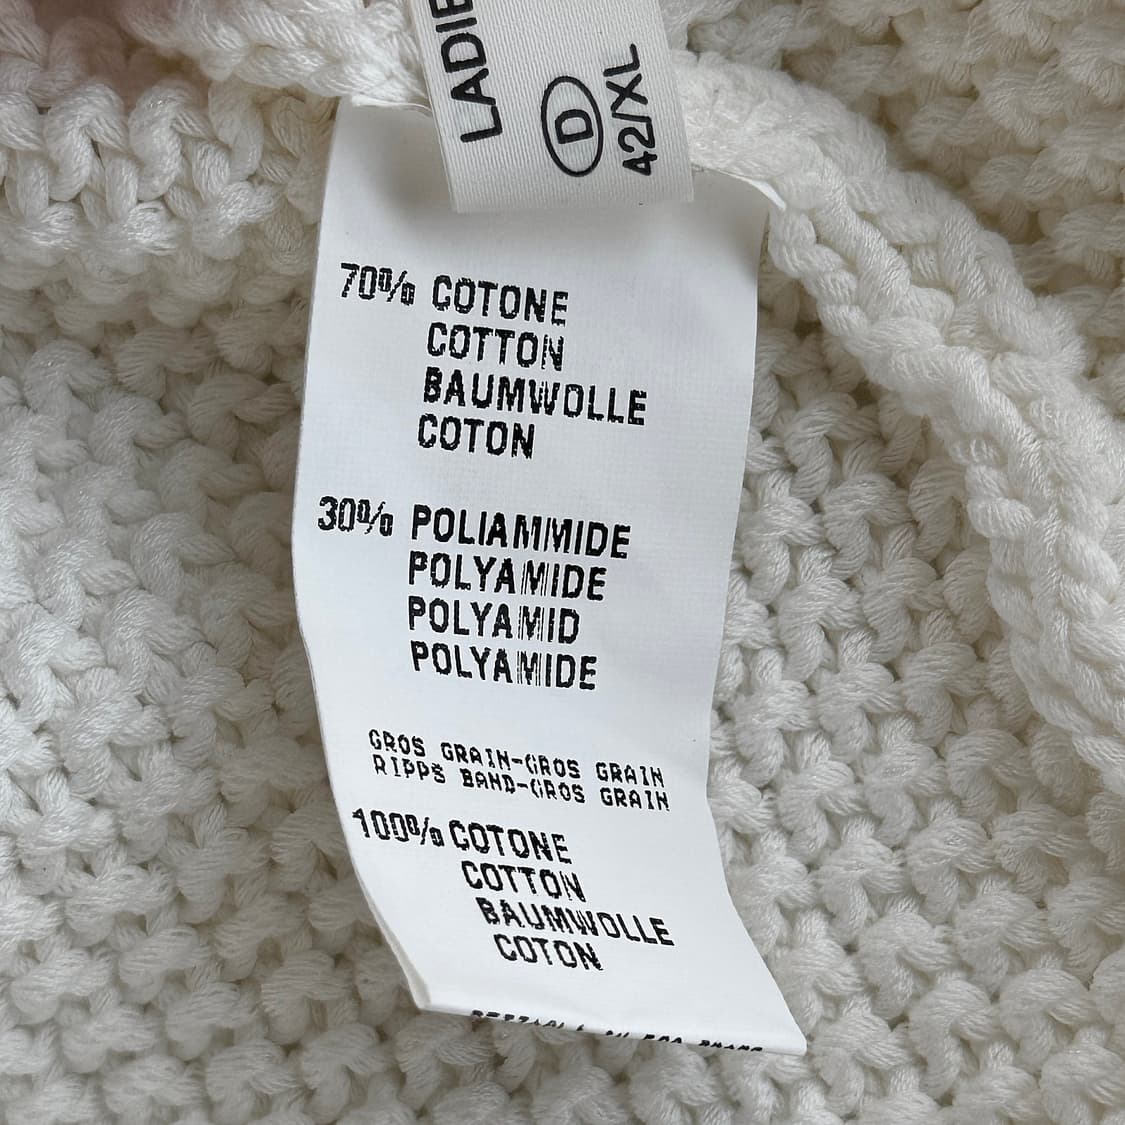 LADIE
D
42/XL
70% COTONE
COTTON
BAUMWOLLE
COTON
30% POLIAMMIDE
POLYAMIDE
POLYAMID
POLYAMIDE
GROS GRAIN-GROS GRAIN
RIPPS BAND-GROS GRAIN
100% COTONE
COTTON
BAUMWOLLE
COTON